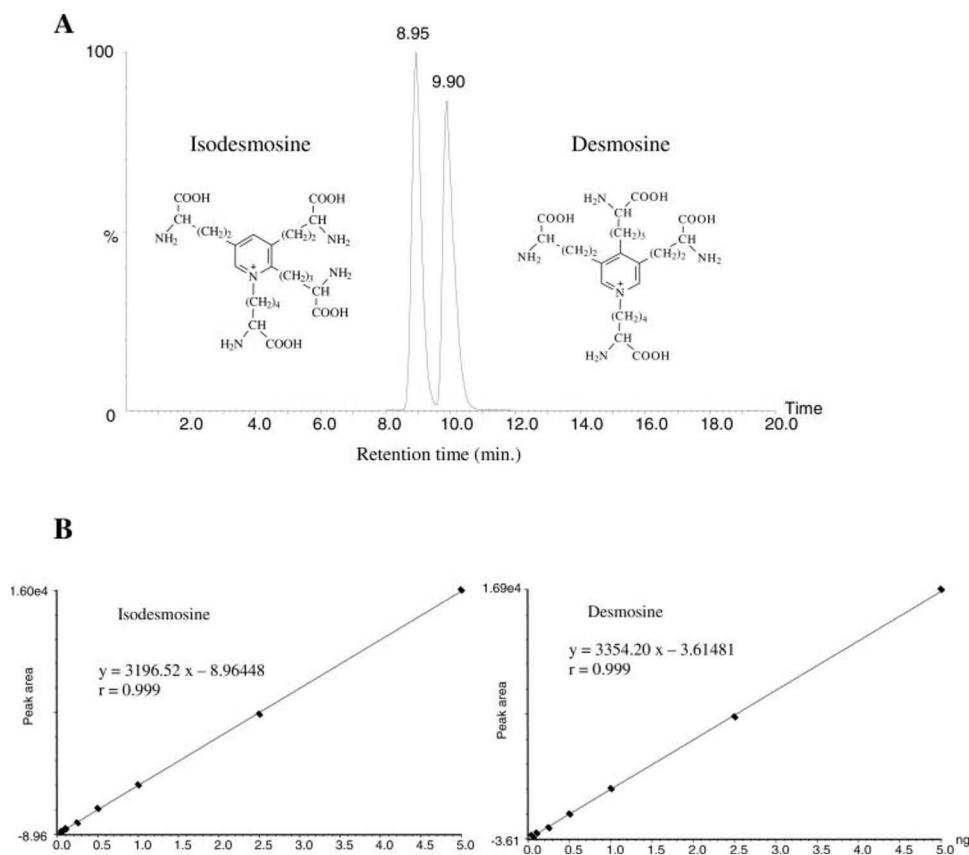 A
8.95
100
9.90
Isodesmosine
Desmosine
COOH
CH
NH₂
(CH₂)₂
COOH
CH
(CH₂)₂
NH₂
+
N
(CH₂)₃
NH₂
CH
COOH
(CH₂)₄
CH
H₂N
COOH
H₂N
COOH
CH
(CH₂)₃
COOH
CH
NH₂
(CH₂)₂
COOH
CH
(CH₂)₂
NH₂
+
N
(CH₂)₄
CH
H₂N
COOH
%
0
2.0 4.0 6.0 8.0 10.0 12.0 14.0 16.0 18.0 20.0
Time
Retention time (min.)
B
1.60e4
Isodesmosine
y = 3196.52 x – 8.96448
r = 0.999
Peak area
-8.96
0.0 0.5 1.0 1.5 2.0 2.5 3.0 3.5 4.0 4.5 5.0
1.69e4
Desmosine
y = 3354.20 x – 3.61481
r = 0.999
Peak area
-3.61
0.0 0.5 1.0 1.5 2.0 2.5 3.0 3.5 4.0 4.5 5.0 ng